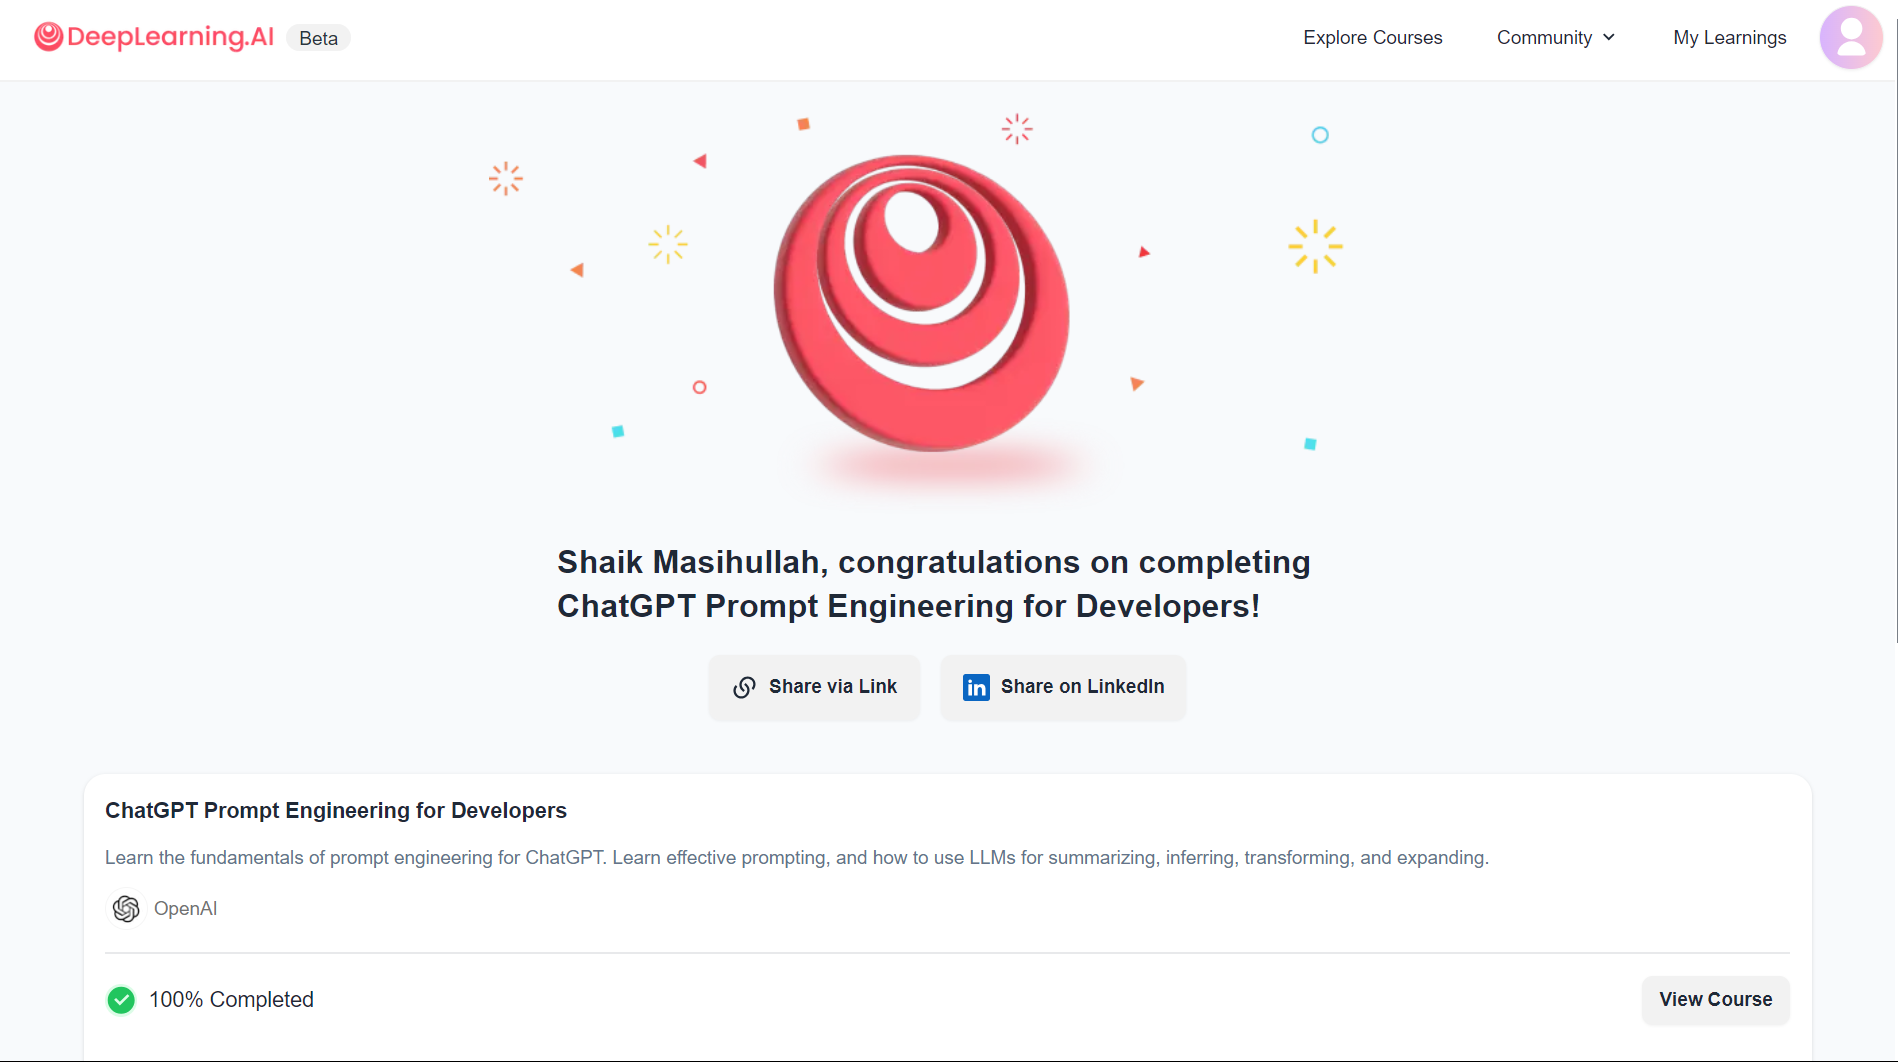 DeepLearning.AI Beta
Explore Courses Community My Learnings
Shaik Masihullah, congratulations on completing
ChatGPT Prompt Engineering for Developers!
Share via Link
in Share on LinkedIn
ChatGPT Prompt Engineering for Developers
Learn the fundamentals of prompt engineering for ChatGPT. Learn effective prompting, and how to use LLMs for summarizing, inferring, transforming, and expanding.
OpenAI
100% Completed
View Course